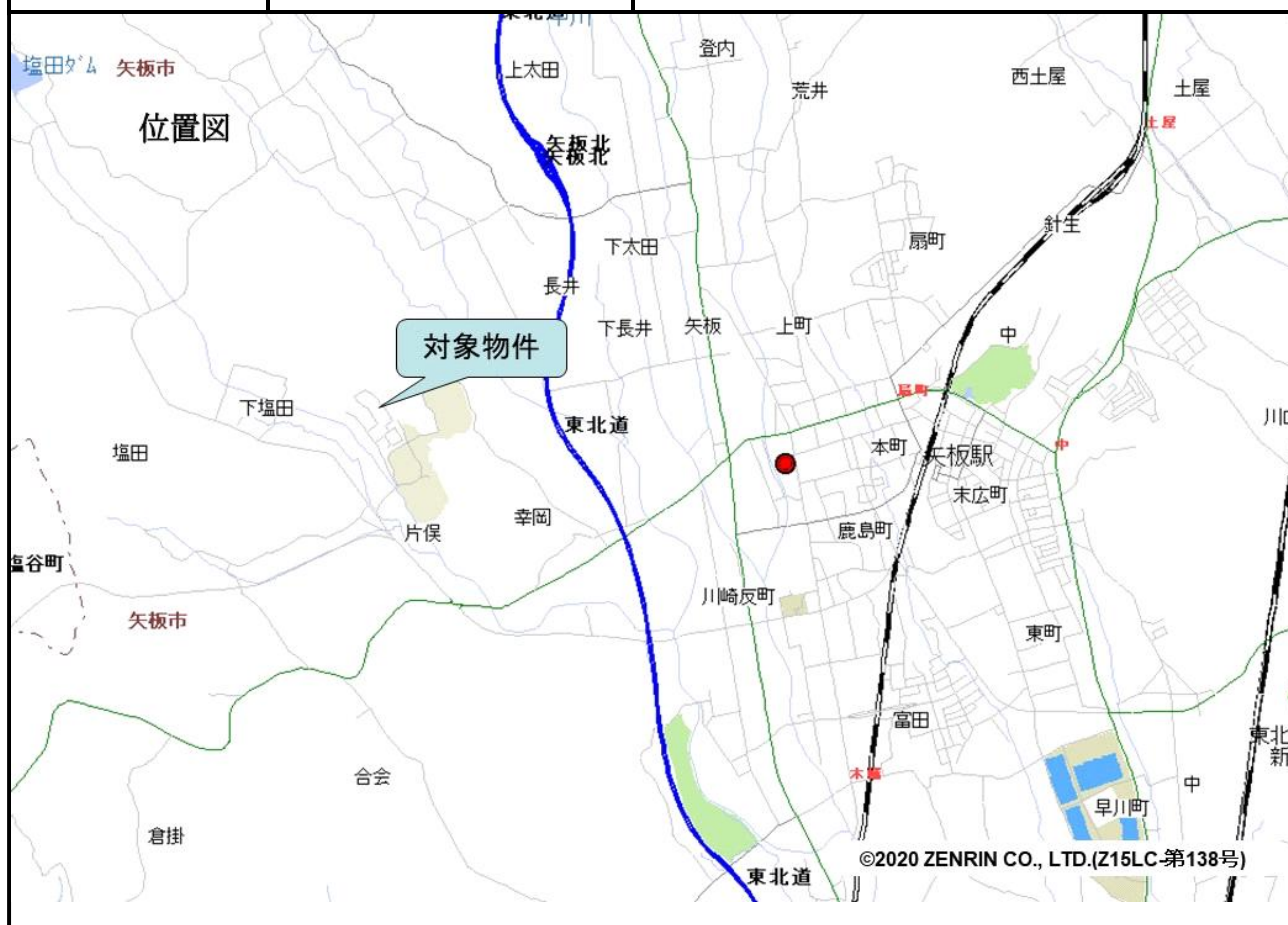 早川
登内
塩田ダム
矢板市
上太田
西土屋
土屋
荒井
位置図
土屋
矢板北
矢板北
針生
扇町
下太田
長井
下長井
矢板
上町
中
対象物件
扇町
下塩田
東北道
川
中
塩田
本町
矢板駅
末広町
幸岡
片俣
鹿島町
塩谷町
川崎反町
矢板市
東町
富田
東北
新
合会
木幡
中
早川町
倉掛
©2020 ZENRIN CO., LTD.(Z15LC-第138号)
東北道